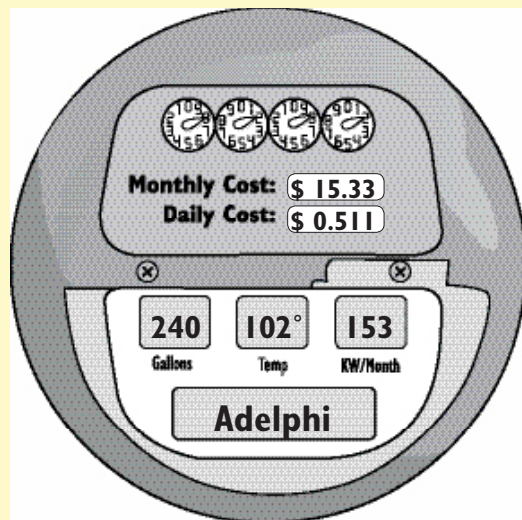 Monthly Cost: $ 15.33
Daily Cost: $ 0.511
240 102° 153
Gallons Temp KW/Month
Adelphi